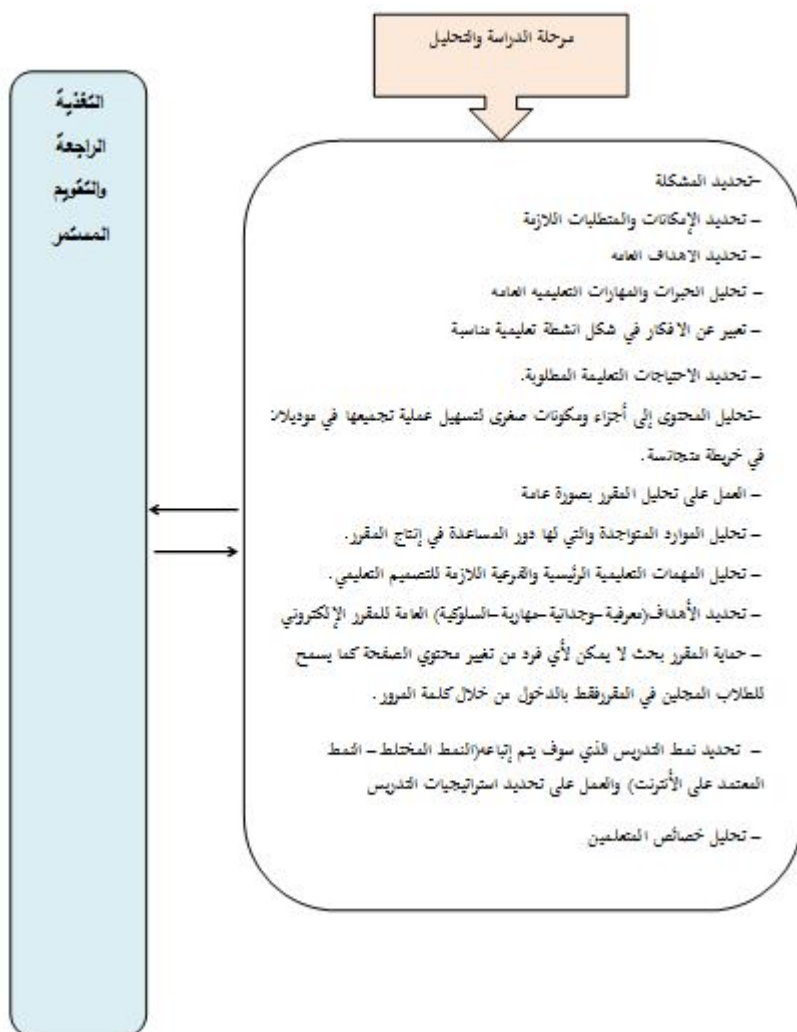 مرحلة الدراسة والتحليل
التغذية
الراجعة
والتقويم
المستمر
-تحديد المشكلة
- تحديد الإمكانات والمتطلبات اللازمة
- تحديد الاهداف العامه
- تحليل الخبرات والمهارات التعليميه العامه
- تعبير عن الافكار في شكل انشطة تعليمية مناسبة
- تحديد الاحتياجات التعليمة المطلوبة.
-تحليل المحتوى إلى أجزاء ومكونات صغرى لتسهيل عملية تجميعها في
في خريطة متجانسة.
- العمل على تحليل المقرر بصورة عامة
- تحليل الموارد المتواجدة والتي لها دور المساعدة في إنتاج المقرر.
- تحليل المهمات التعليمية الرئيسية والفرعية اللازمة للتصميم التعليمي.
- تحديد الأهداف(معرفية-وجدانية-مهارية-السلوكية) العامة للمقرر الإلكتروني
- حماية المقرر بحث لا يمكن لأي فرد من تغيير محتوي الصفحة كما يسمح
للطلاب المجلين في المقررفقط بالدخول من خلال كلمة المرور.
- تحديد نمط التدريس الذي سوف يتم إتباعه(النمط المختلط- النمط
المعتمد على الأنترنت) والعمل على تحديد استراتيجيات التدريس
- تحليل خصائص المتعلمين